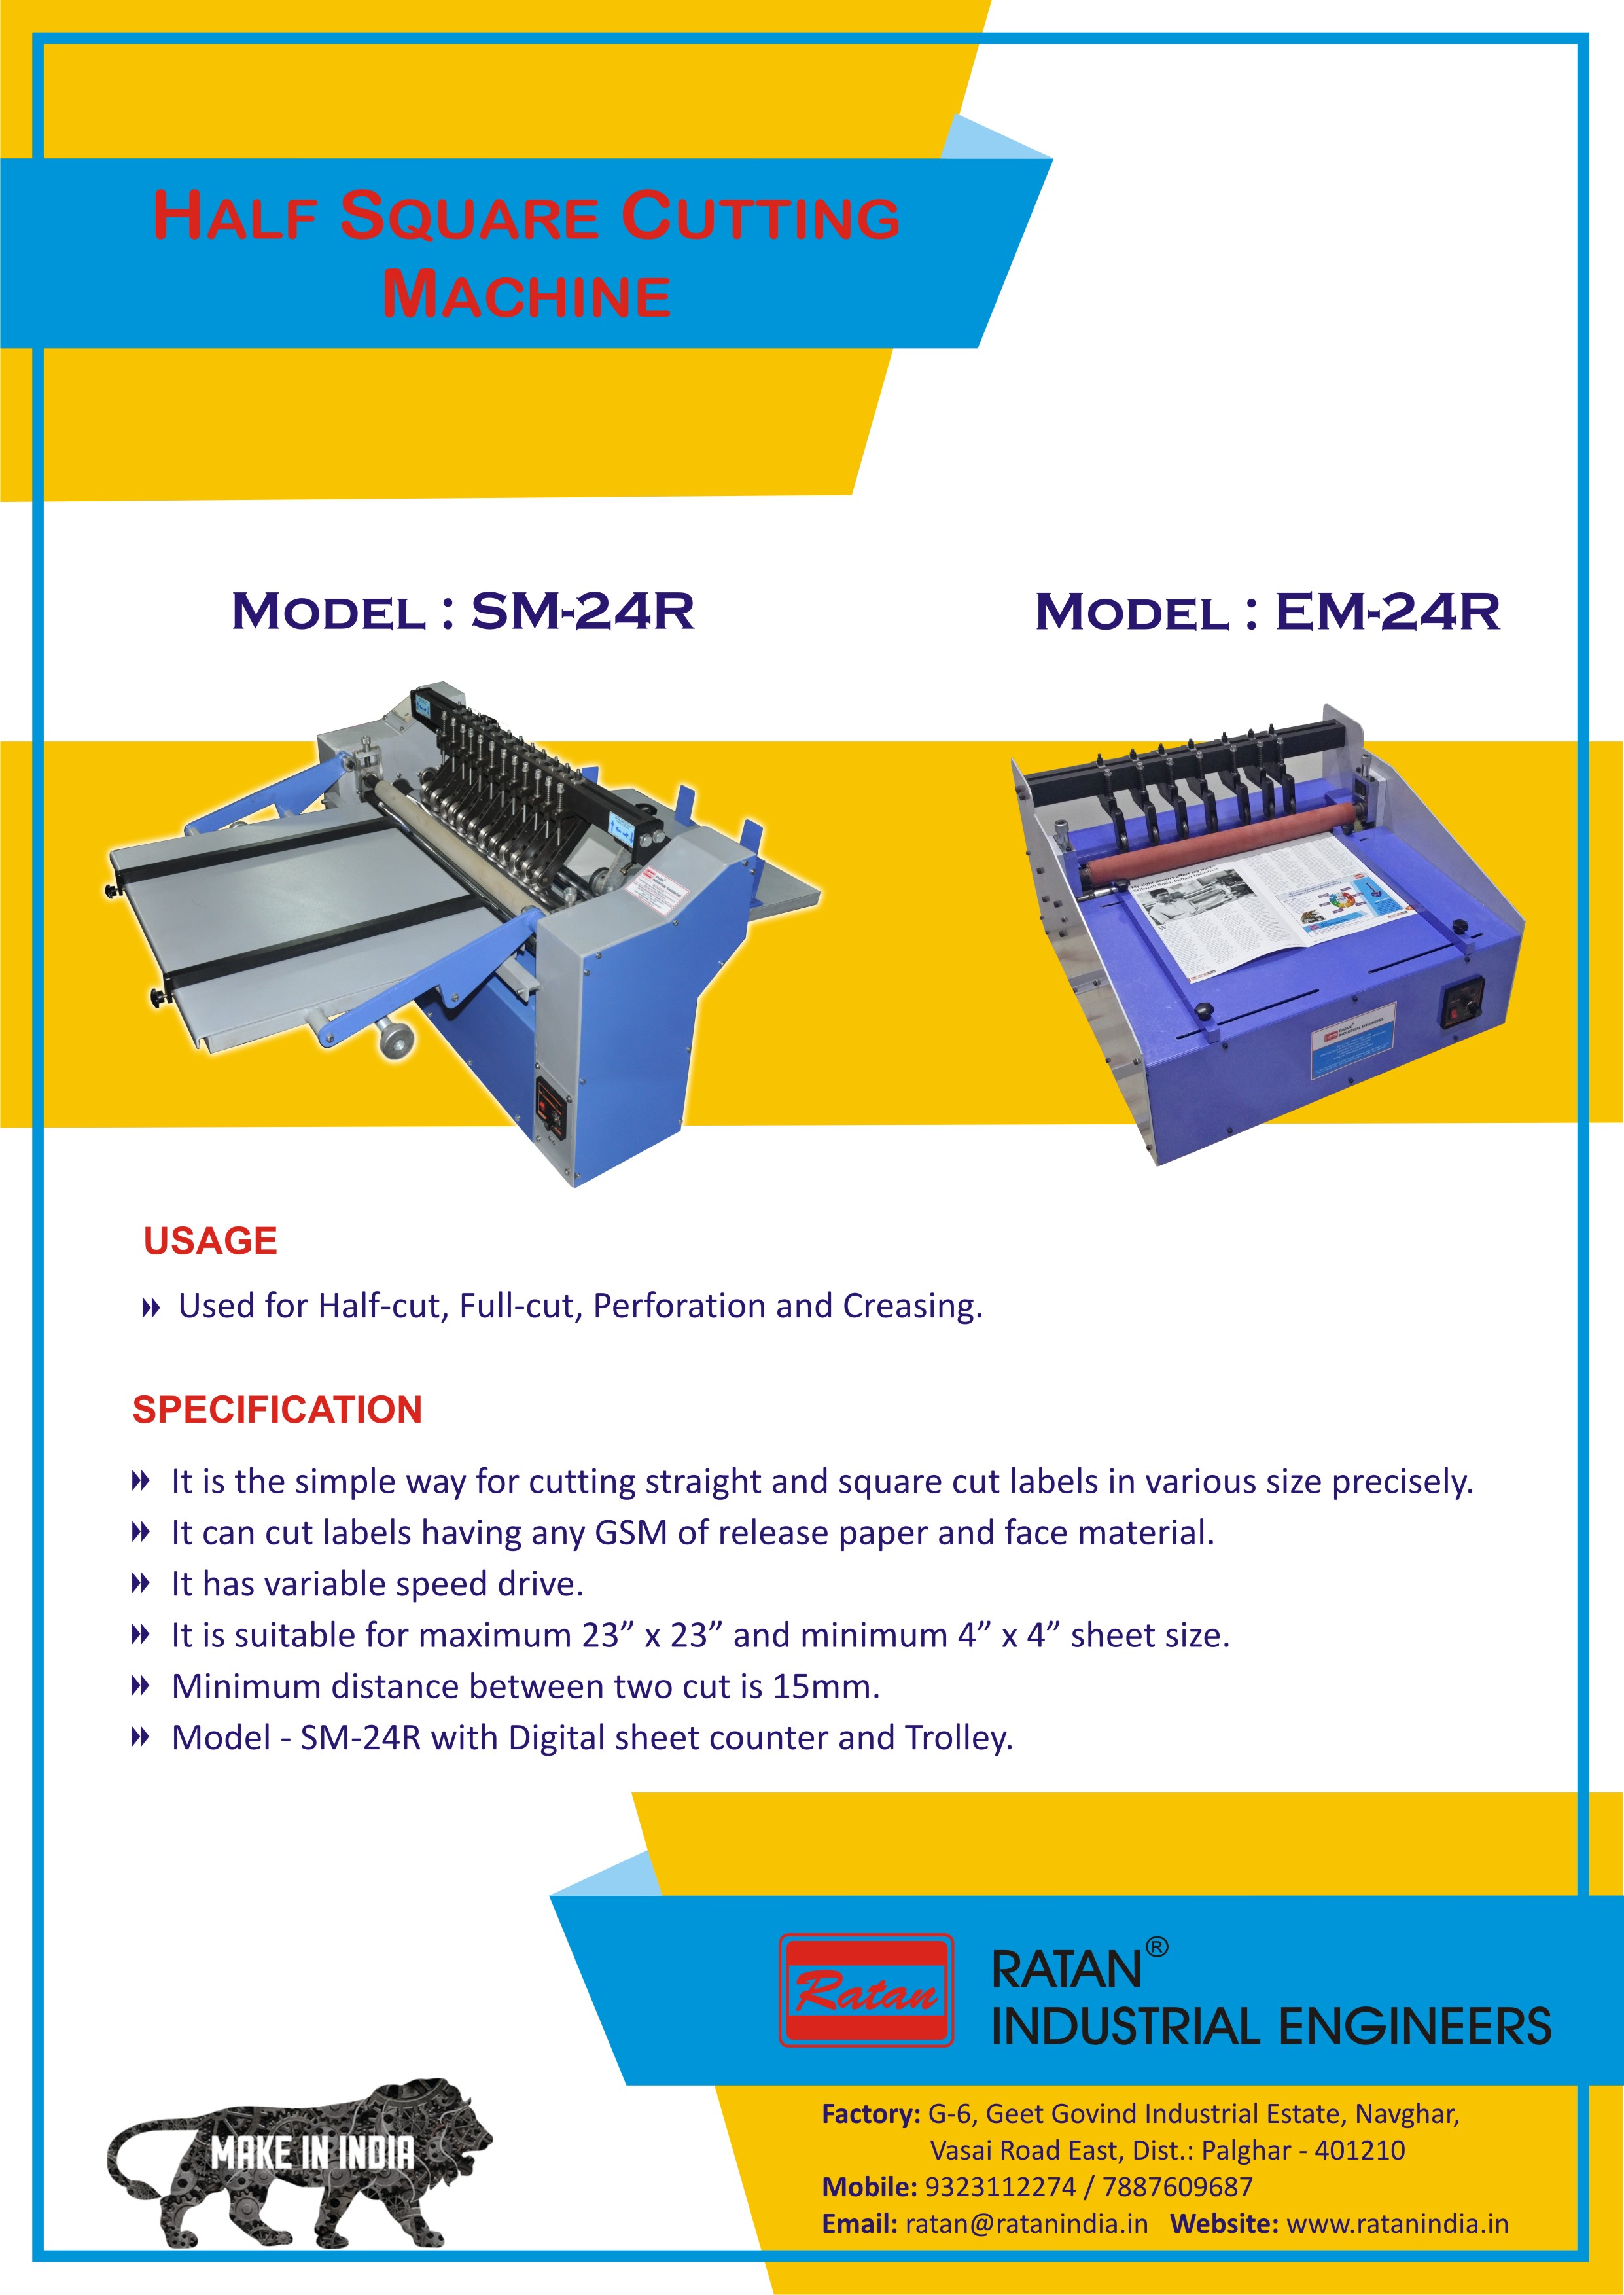 HALF SQUARE CUTTING
MACHINE
MODEL : SM-24R
MODEL : EM-24R
RATAN®
INDUSTRIAL ENGINEERS
USAGE
Used for Half-cut, Full-cut, Perforation and Creasing.
SPECIFICATION
It is the simple way for cutting straight and square cut labels in various size precisely.
It can cut labels having any GSM of release paper and face material.
It has variable speed drive.
It is suitable for maximum 23” x 23” and minimum 4” x 4” sheet size.
Minimum distance between two cut is 15mm.
Model - SM-24R with Digital sheet counter and Trolley.
Ratan
RATAN®
INDUSTRIAL ENGINEERS
MAKE IN INDIA
Factory: G-6, Geet Govind Industrial Estate, Navghar,
Vasai Road East, Dist.: Palghar - 401210
Mobile: 9323112274 / 7887609687
Email: ratan@ratanindia.in Website: www.ratanindia.in